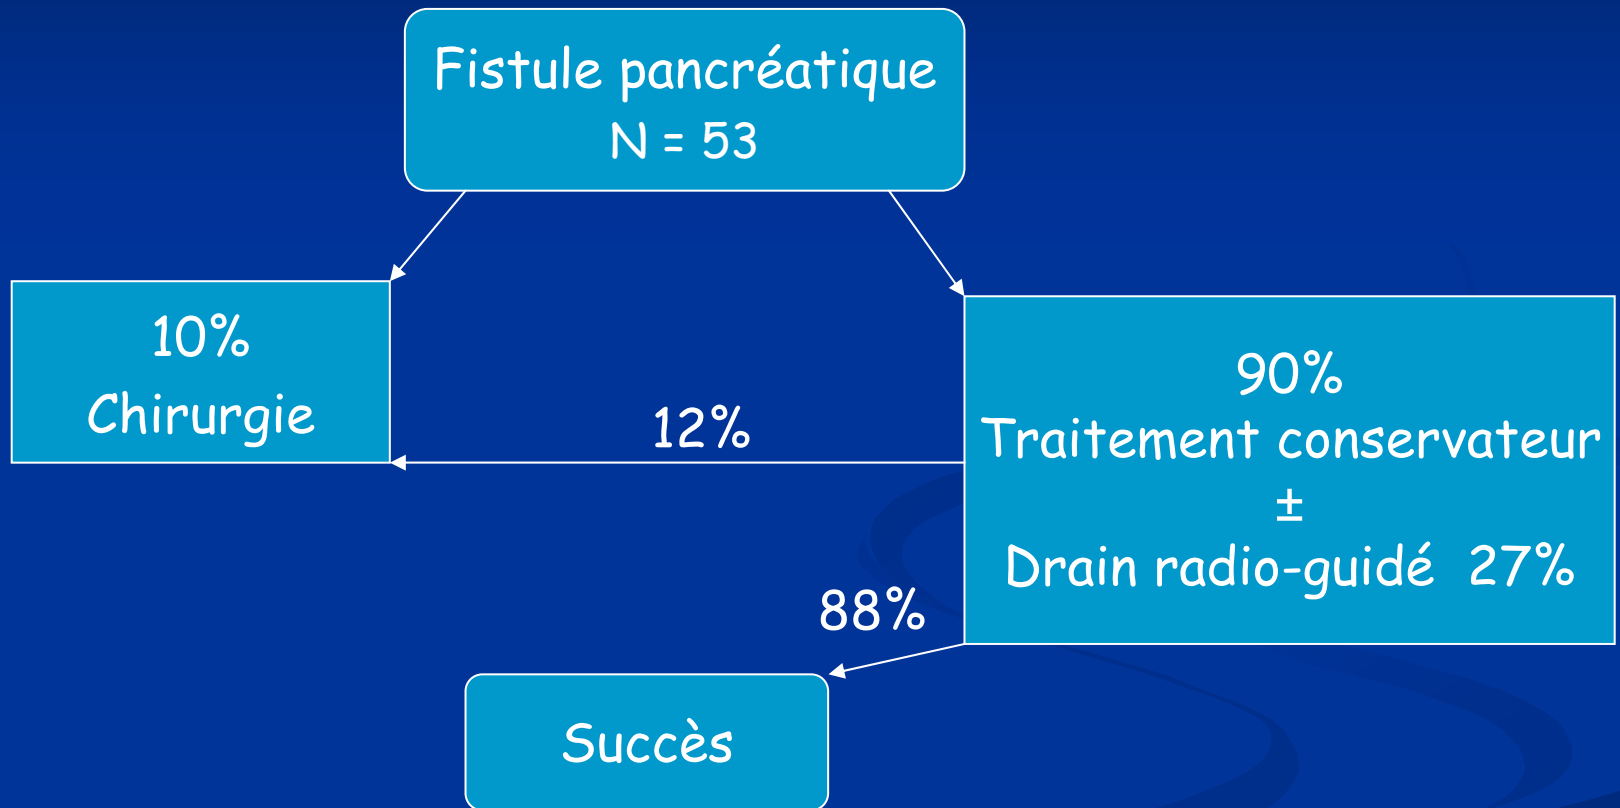 Fistule pancréatique
N = 53
10%
Chirurgie
12%
90%
Traitement conservateur
±
Drain radio-guidé 27%
88%
Succès